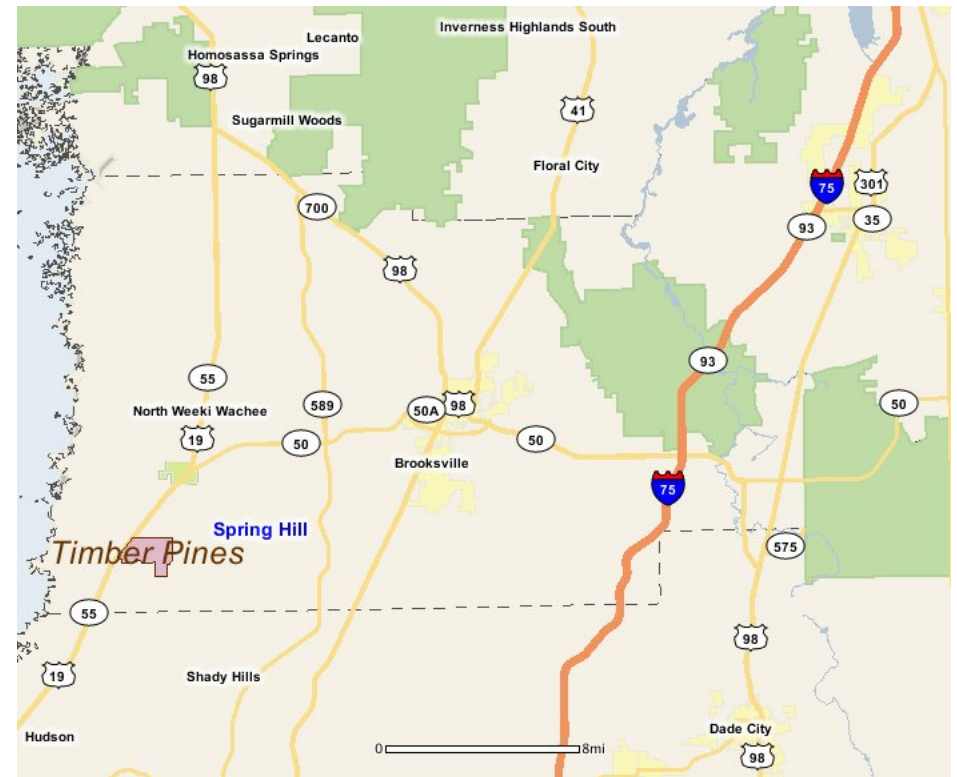 Inverness Highlands South
Lecanto
Homosassa Springs
98
41
Sugarmill Woods
Floral City
75
301
700
93
35
98
93
55
589
50A
98
50
North Weeki Wachee
19
50
50
Brooksville
75
Spring Hill
Timber Pines
575
55
98
19
Shady Hills
Hudson
0
8mi
Dade City
98